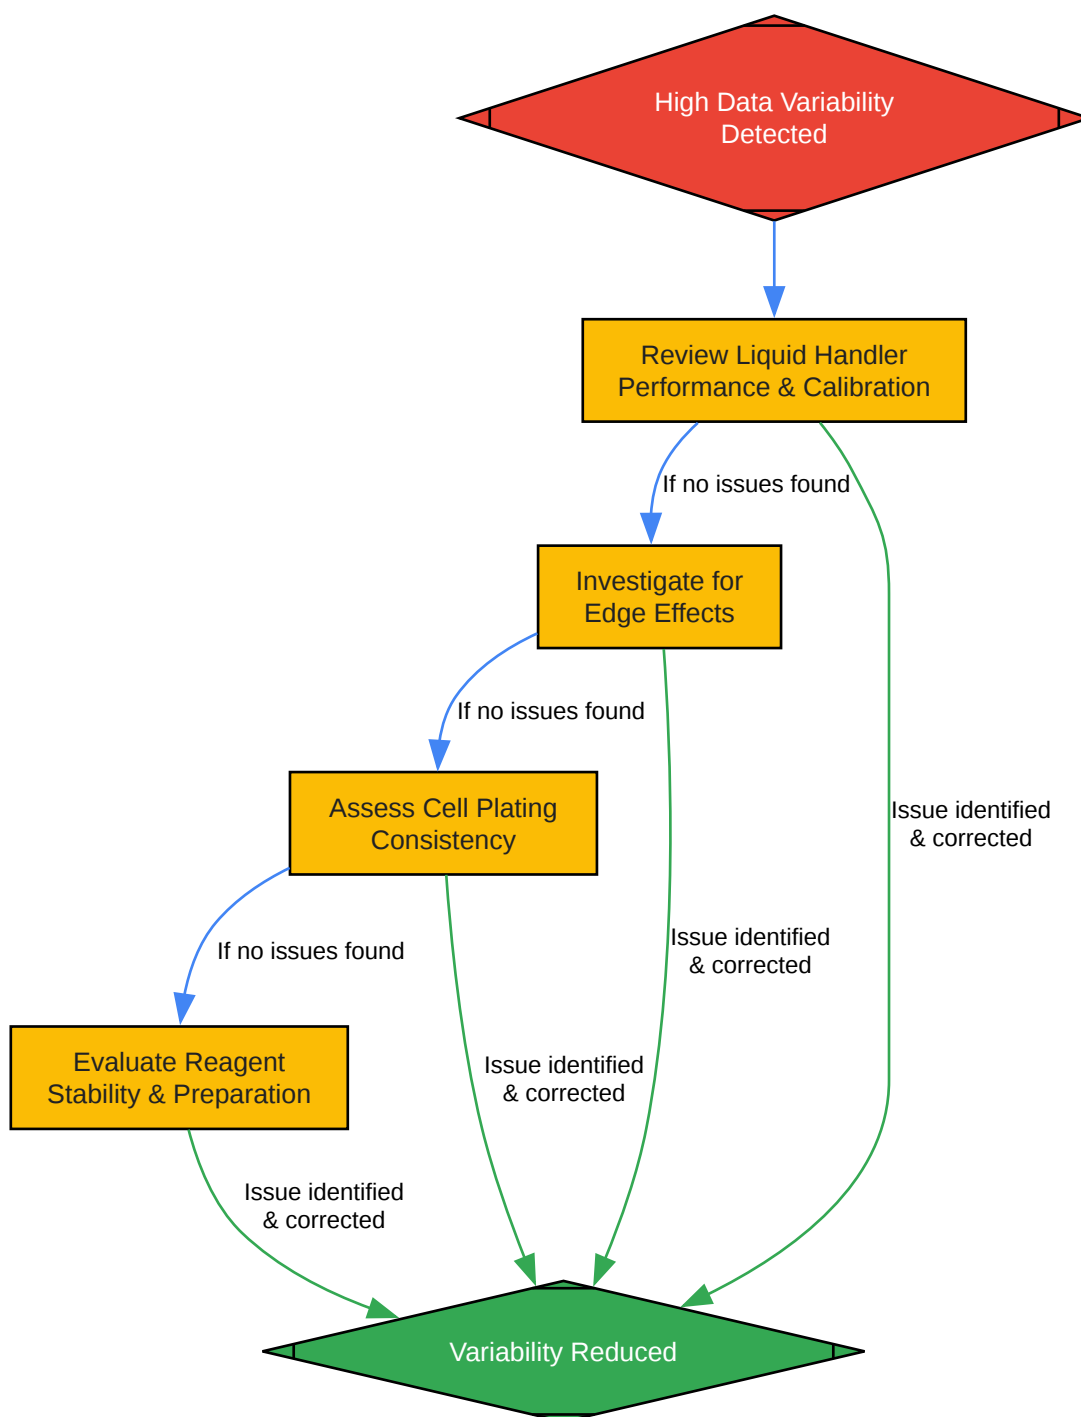 High Data Variability
Detected
Review Liquid Handler
Performance & Calibration
If no issues found
Investigate for
Edge Effects
If no issues found
Assess Cell Plating
Consistency
Issue identified
& corrected
If no issues found
Issue identified
& corrected
Evaluate Reagent
Stability & Preparation
Issue identified
& corrected
Issue identified
& corrected
Variability Reduced